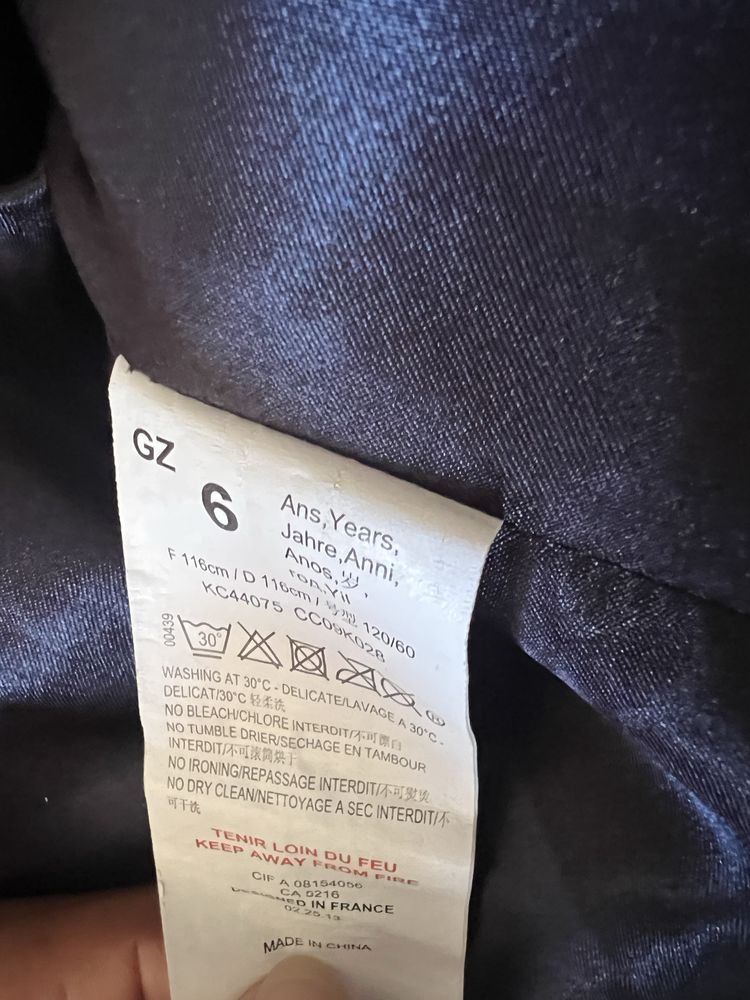 GZ
6
Ans,Years,
Jahre,Anni,
Anos,岁,
F 116cm / D 116cm / 号型 120/60
KC44075 CC09K028
00439
30°
WASHING AT 30°C - DELICATE/LAVAGE A 30°C -
DELICAT/30°C 轻柔洗
NO BLEACH/CHLORE INTERDIT/不可漂白
NO TUMBLE DRIER/SECHAGE EN TAMBOUR
INTERDIT/不可滚筒烘干
NO IRONING/REPASSAGE INTERDIT/不可熨烫
NO DRY CLEAN/NETTOYAGE A SEC INTERDIT/不
可干洗
TENIR LOIN DU FEU
KEEP AWAY FROM FIRE
CIF A 08154056
CA 5216
DESIGNED IN FRANCE
02.25.13
MADE IN CHINA